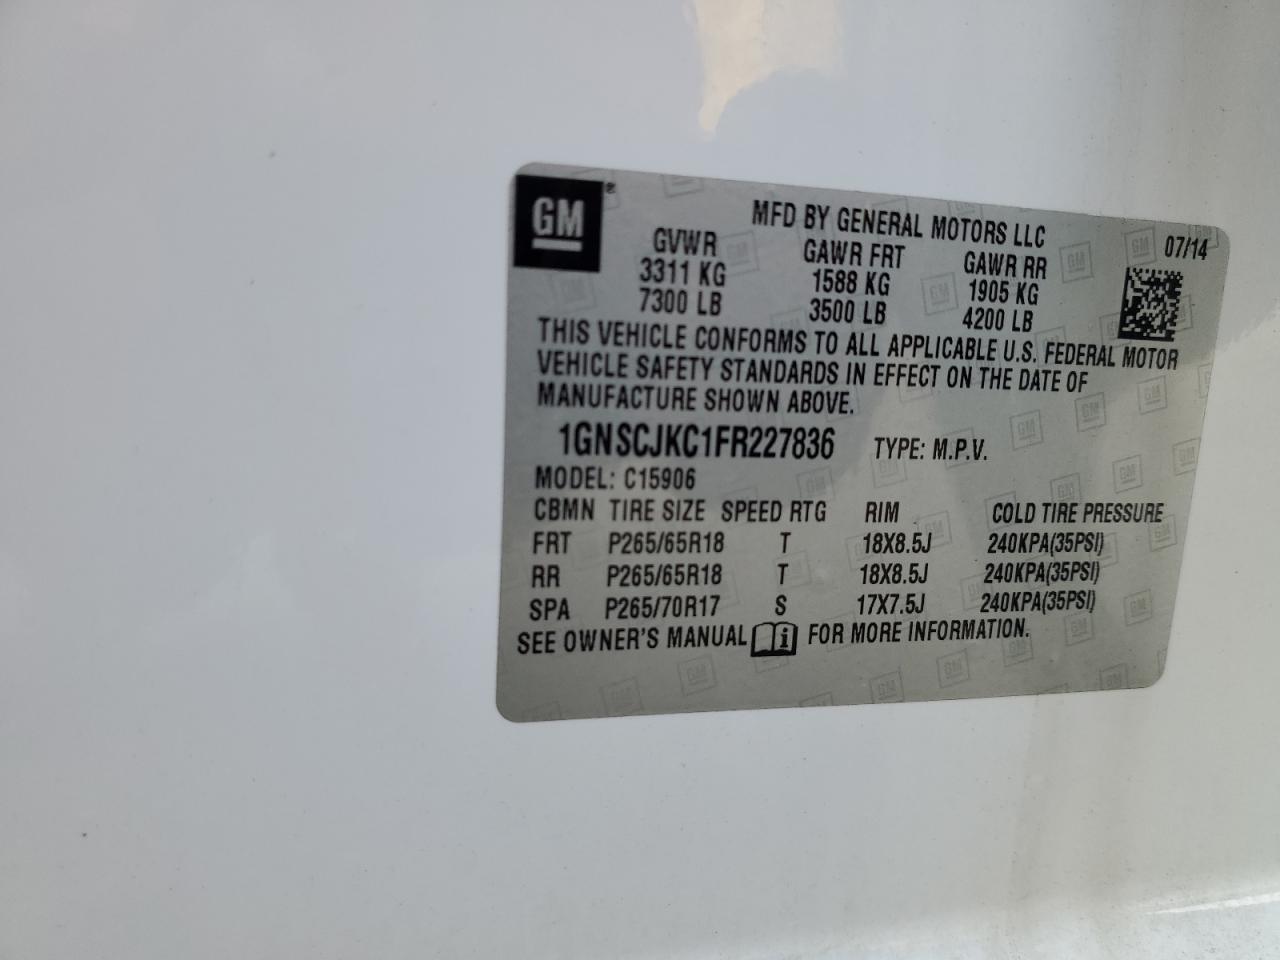 GM®
MFD BY GENERAL MOTORS LLC
07/14
GVWR GAWR FRT GAWR RR
3311 KG 1588 KG 1905 KG
7300 LB 3500 LB 4200 LB
THIS VEHICLE CONFORMS TO ALL APPLICABLE U.S. FEDERAL MOTOR
VEHICLE SAFETY STANDARDS IN EFFECT ON THE DATE OF
MANUFACTURE SHOWN ABOVE.
1GNSCJKC1FR227836 TYPE: M.P.V.
MODEL: C15906
CBMN TIRE SIZE SPEED RTG RIM COLD TIRE PRESSURE
FRT P265/65R18 T 18X8.5J 240KPA(35PSI)
RR P265/65R18 T 18X8.5J 240KPA(35PSI)
SPA P265/70R17 S 17X7.5J 240KPA(35PSI)
SEE OWNER'S MANUAL i FOR MORE INFORMATION.